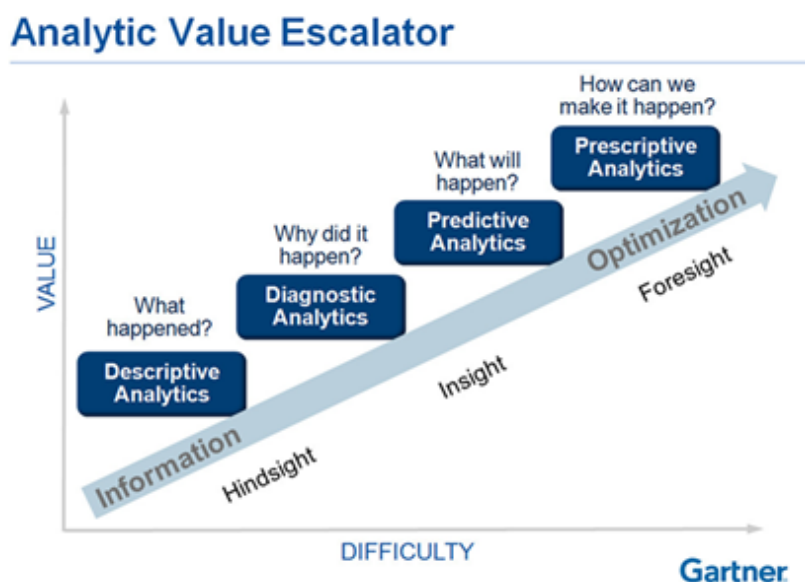 Analytic Value Escalator
How can we
make it happen?
Prescriptive
Analytics
What will
happen?
Predictive
Analytics
Why did it
happen?
Diagnostic
Analytics
What
happened?
Descriptive
Analytics
VALUE
Information
Optimization
Hindsight
Insight
Foresight
DIFFICULTY
Gartner